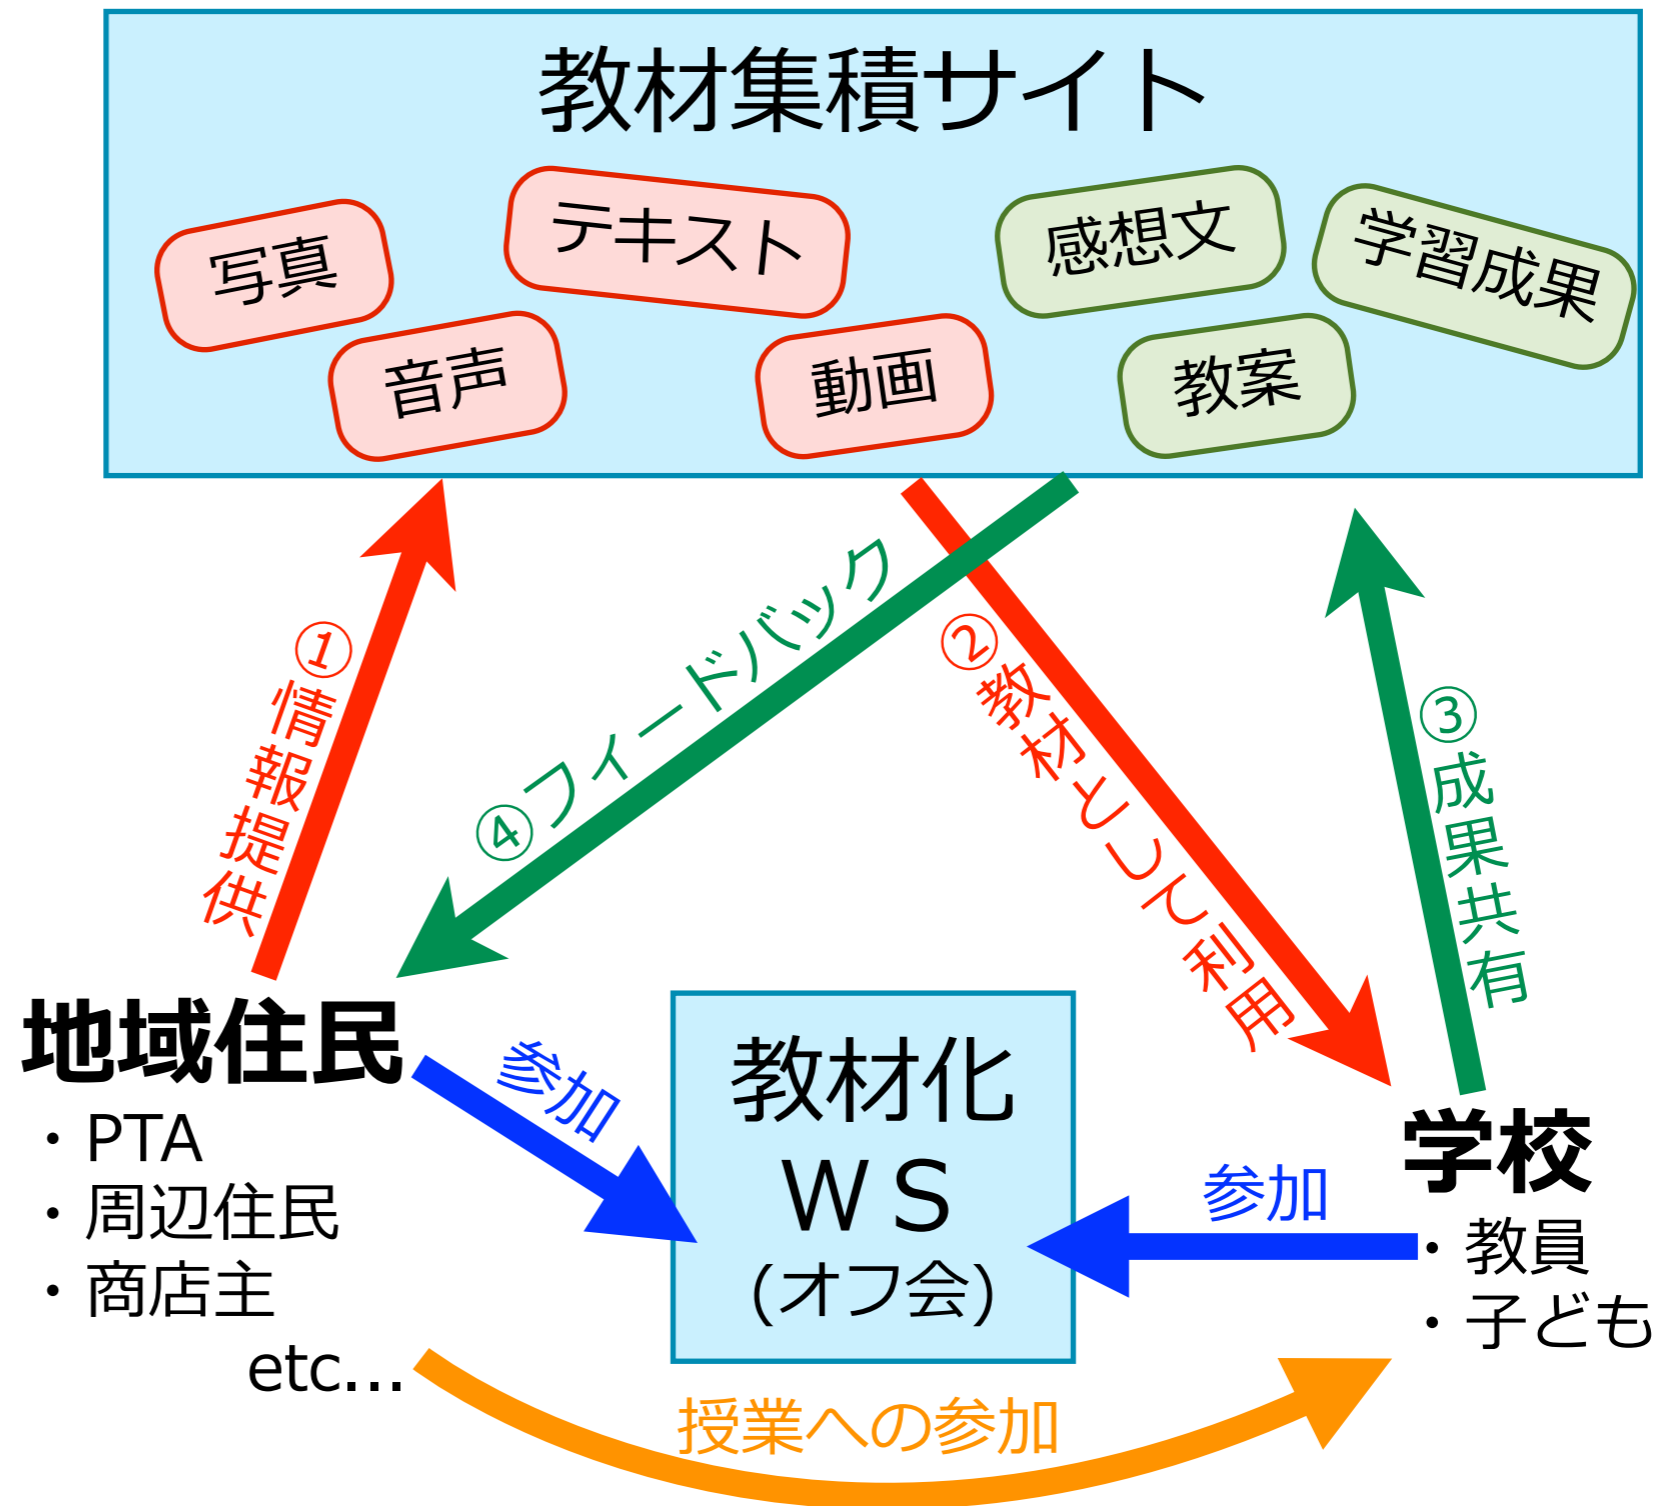 教材集積サイト
写真
テキスト
感想文
学習成果
音声
動画
教案
①情報提供
④フィードバック
②教材として利用
③成果共有
地域住民
・PTA
・周辺住民
・商店主
etc...
参加
教材化
ＷＳ
(オフ会)
参加
学校
・教員
・子ども
授業への参加